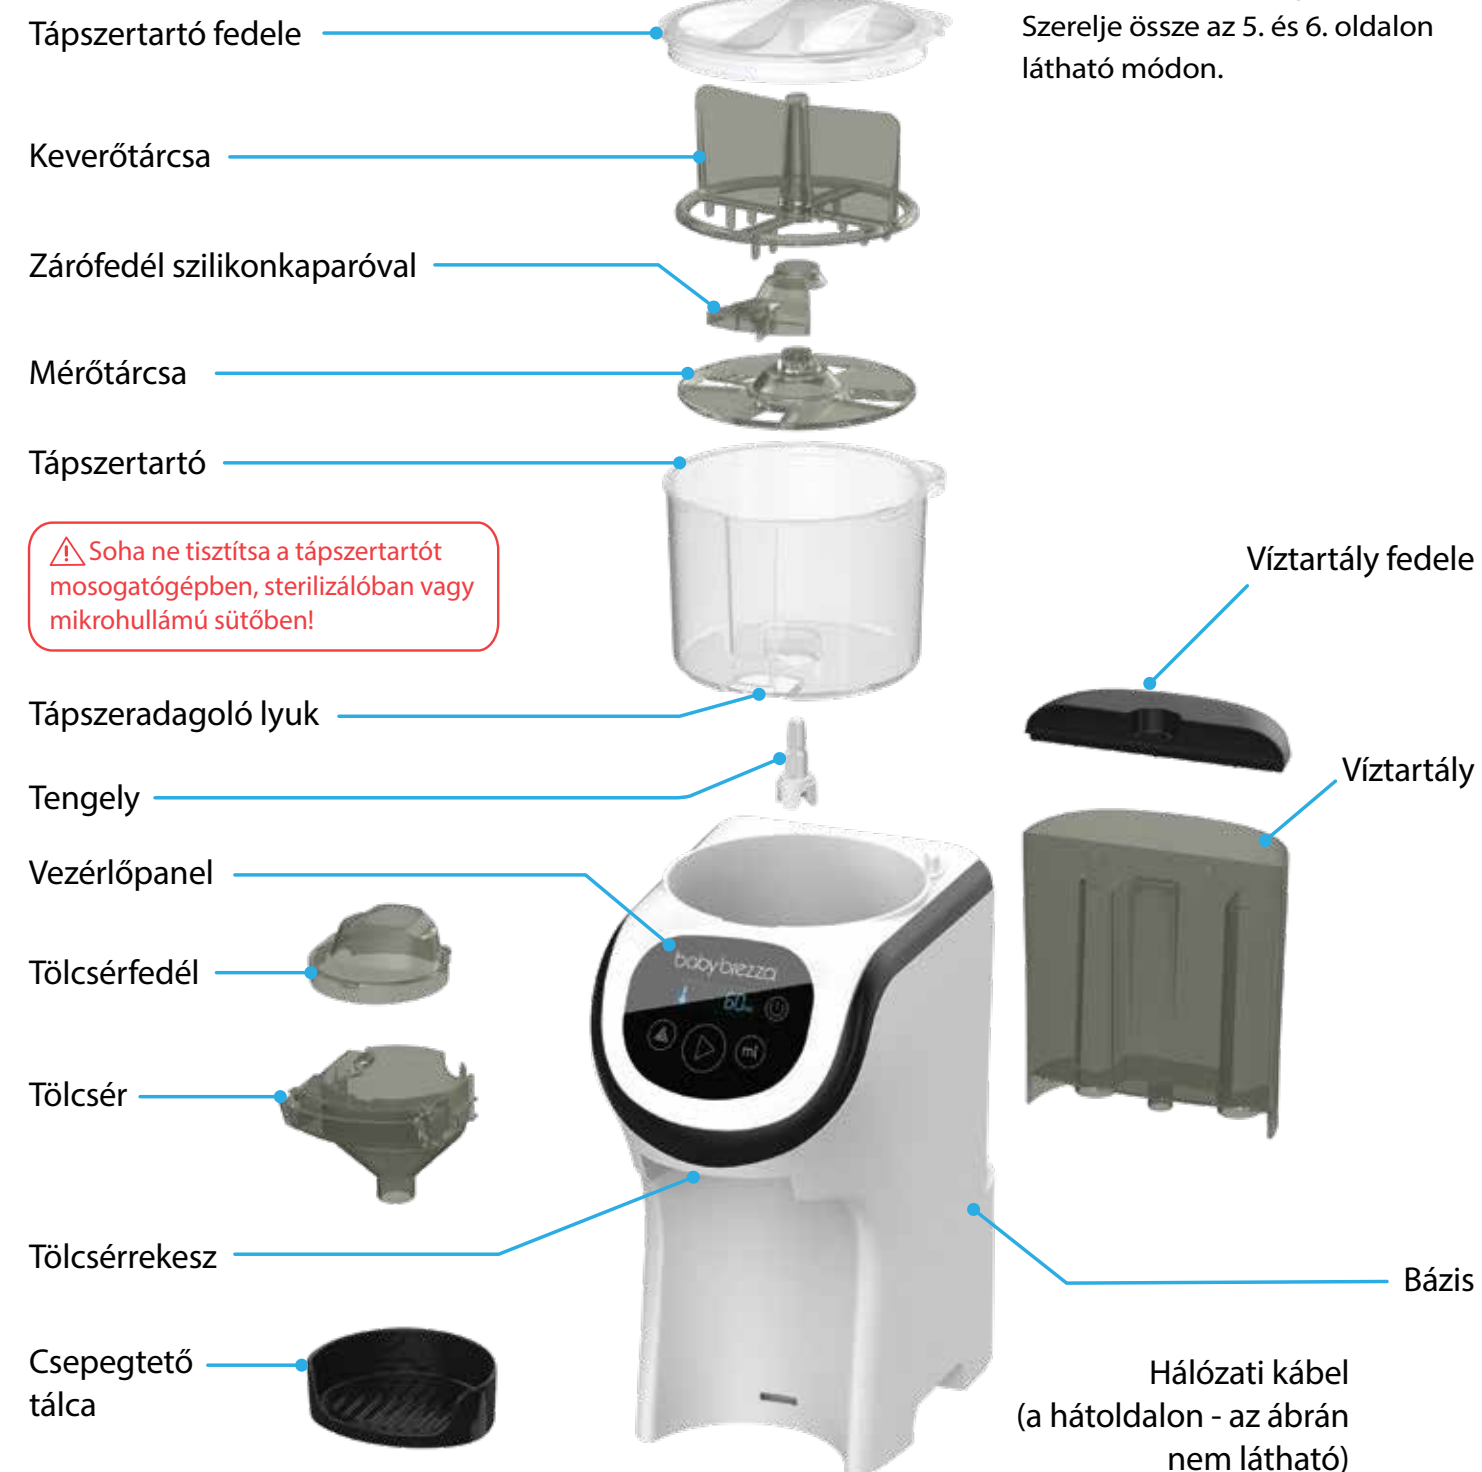 Tápszertartó fedele
Szerelje össze az 5. és 6. oldalon
látható módon.
Keverőtárcsa
Zárófedél szilikonkaparóval
Mérőtárcsa
Tápszertartó
Soha ne tisztítsa a tápszertartót
mosogatógépben, sterilizálóban vagy
mikrohullámú sütőben!
Víztartály fedele
Tápszeradagoló lyuk
Víztartály
Tengely
Vezérlőpanel
baby brezza
60
ml
Tölcsérfedél
Tölcsér
Tölcsérrekesz
Bázis
Csepegtető
tálca
Hálózati kábel
(a hátoldalon - az ábrán
nem látható)